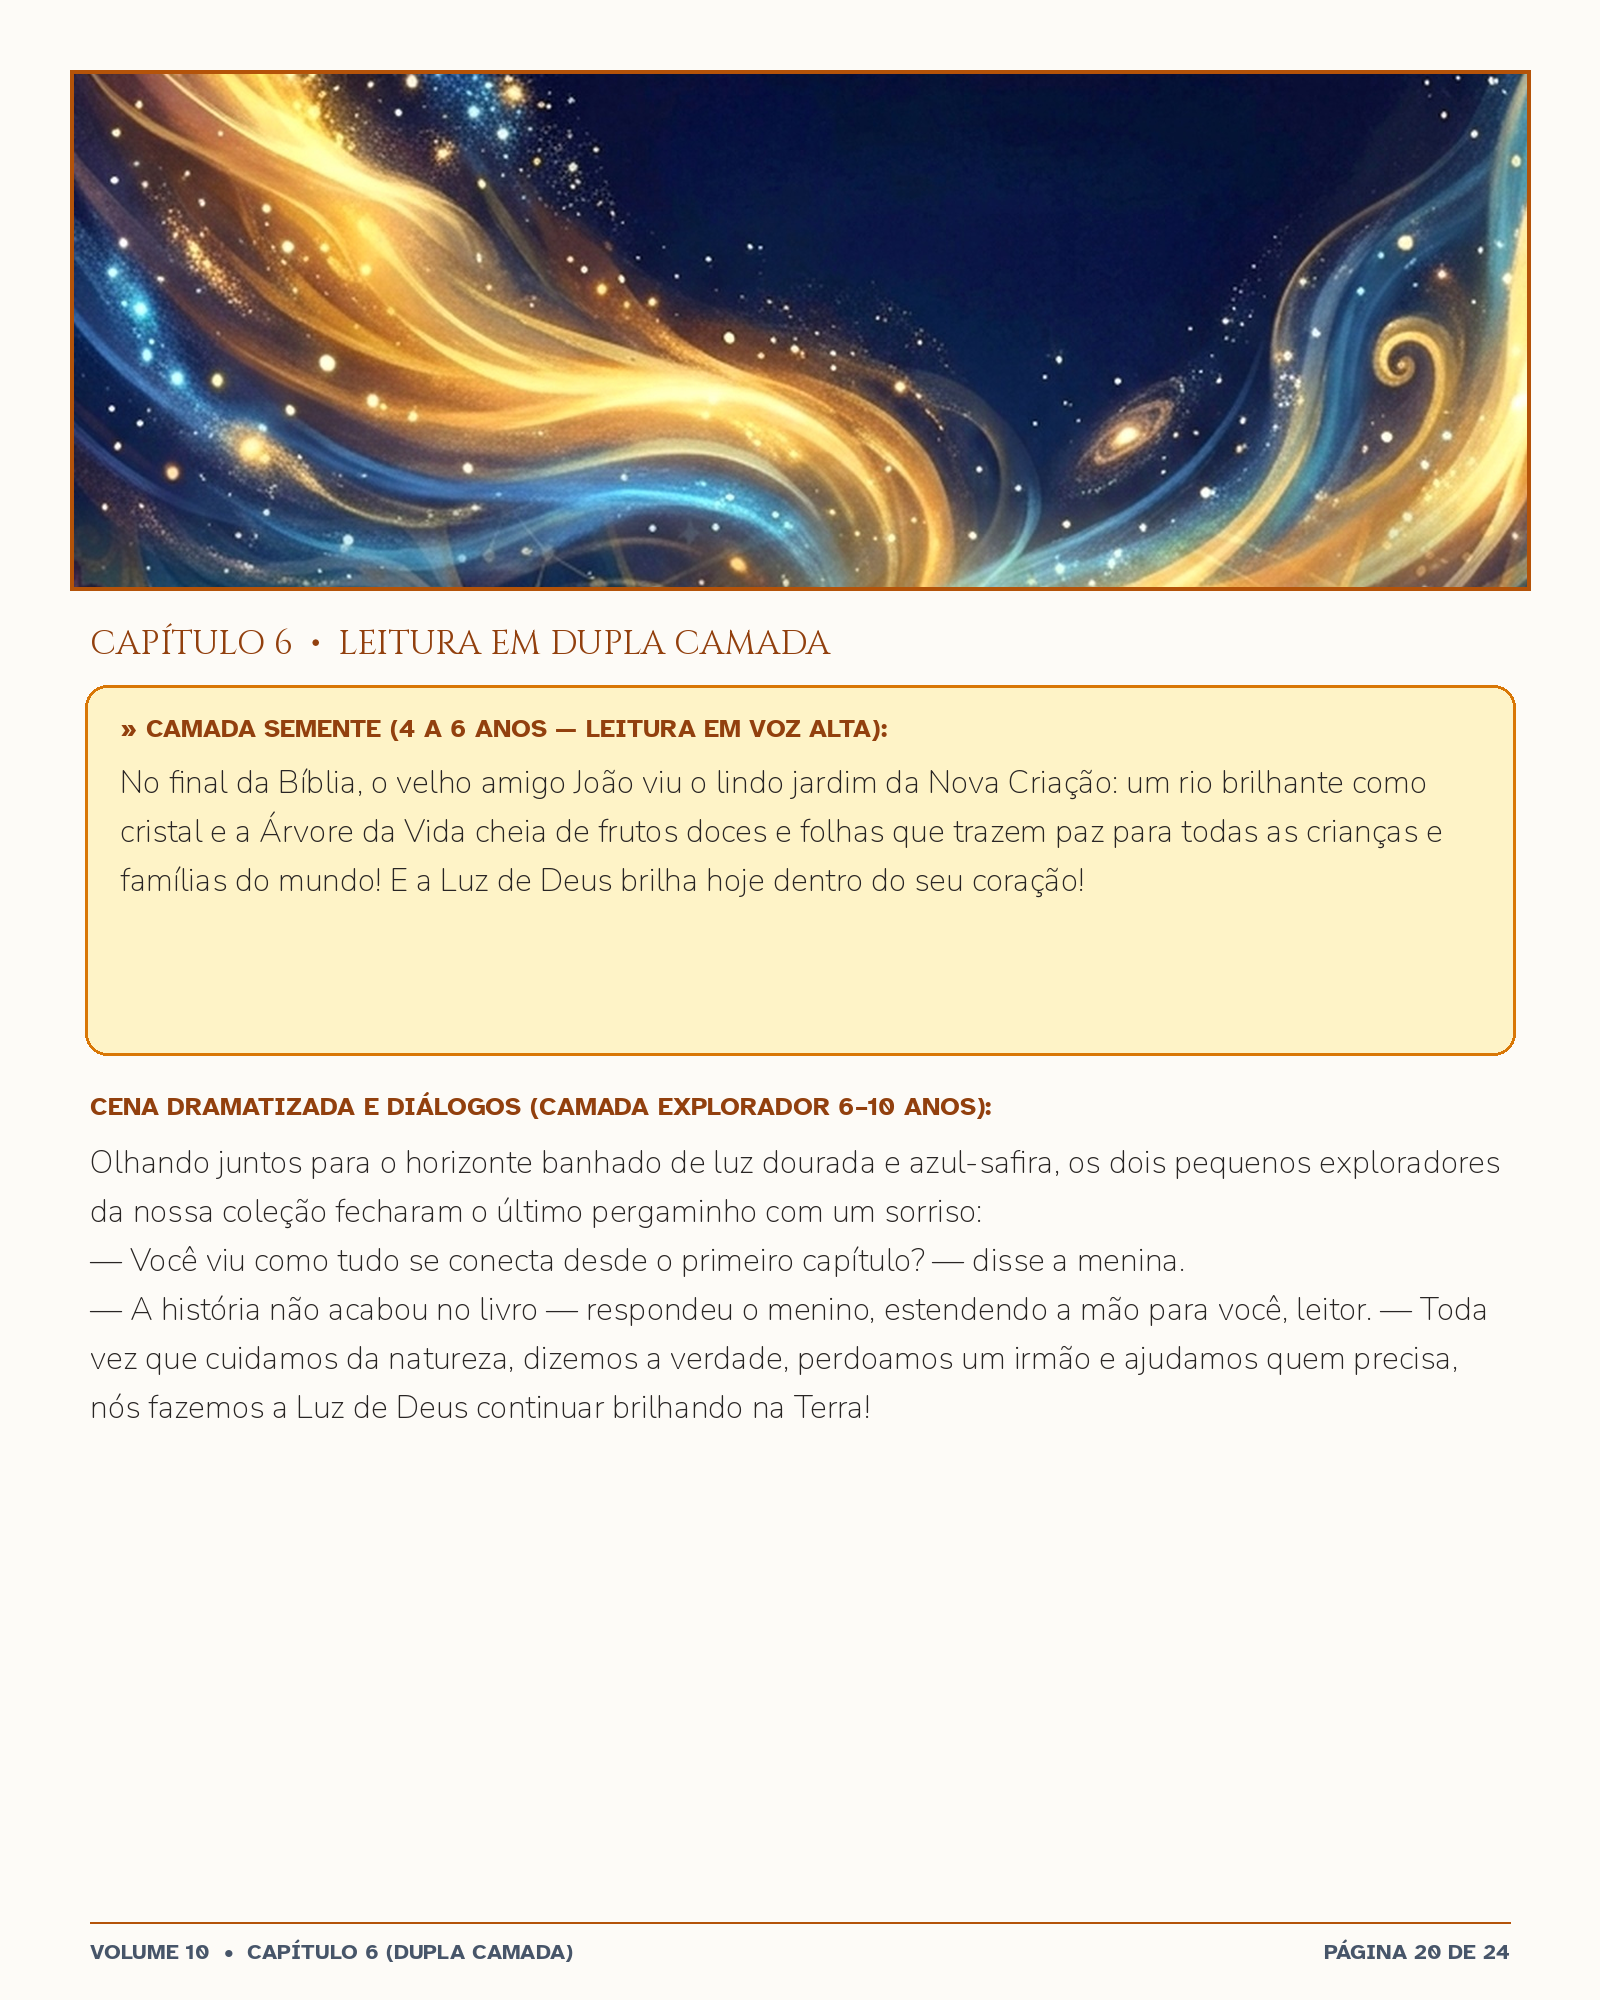 CAPÍTULO 6 • LEITURA EM DUPLA CAMADA
» CAMADA SEMENTE (4 A 6 ANOS — LEITURA EM VOZ ALTA):
No final da Bíblia, o velho amigo João viu o lindo jardim da Nova Criação: um rio brilhante como
cristal e a Árvore da Vida cheia de frutos doces e folhas que trazem paz para todas as crianças e
famílias do mundo! E a Luz de Deus brilha hoje dentro do seu coração!
CENA DRAMATIZADA E DIÁLOGOS (CAMADA EXPLORADOR 6–10 ANOS):
Olhando juntos para o horizonte banhado de luz dourada e azul-safira, os dois pequenos exploradores
da nossa coleção fecharam o último pergaminho com um sorriso:
— Você viu como tudo se conecta desde o primeiro capítulo? — disse a menina.
— A história não acabou no livro — respondeu o menino, estendendo a mão para você, leitor. — Toda
vez que cuidamos da natureza, dizemos a verdade, perdoamos um irmão e ajudamos quem precisa,
nós fazemos a Luz de Deus continuar brilhando na Terra!
VOLUME 10 • CAPÍTULO 6 (DUPLA CAMADA)
PÁGINA 20 DE 24